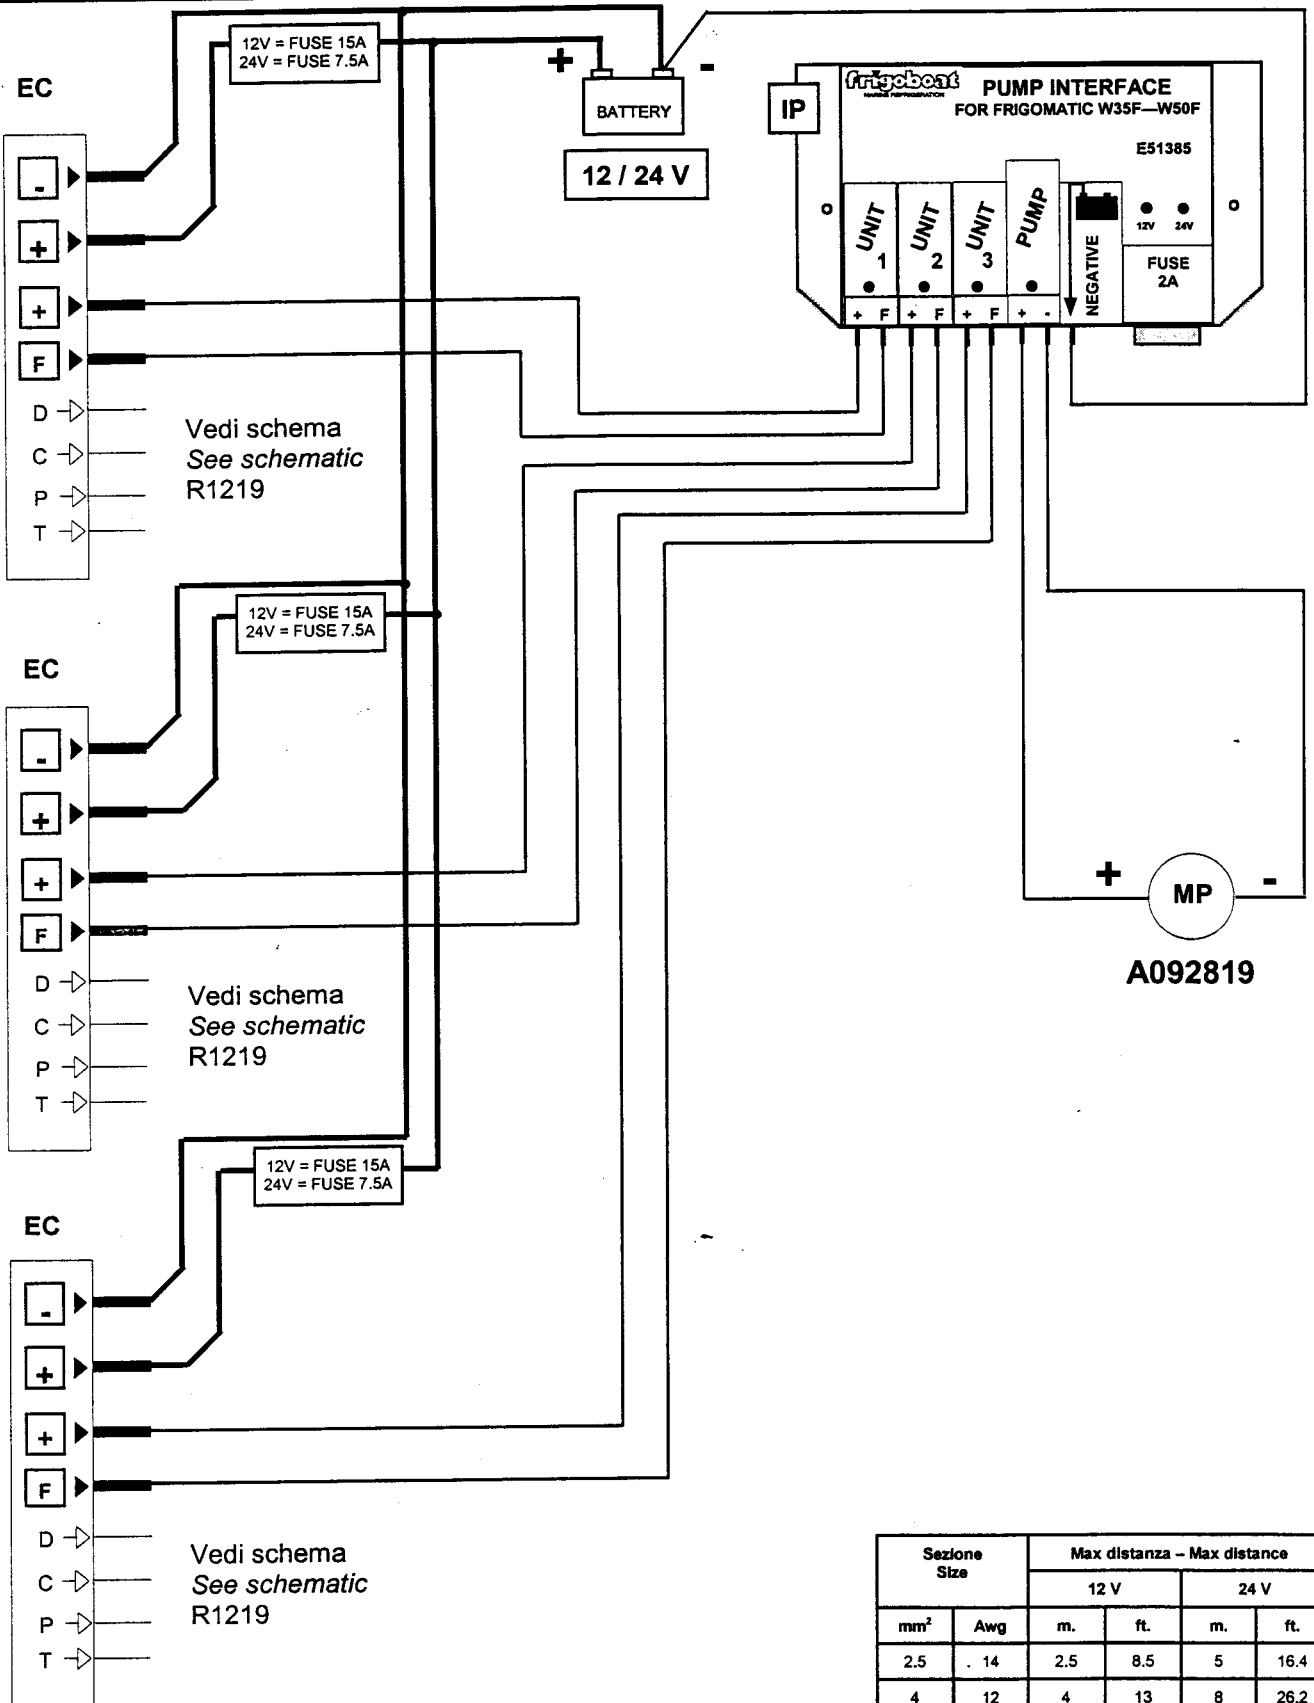 12V = FUSE 15A
24V = FUSE 7.5A
+
-
BATTERY
12 / 24 V
IP
frigoboat
MARINE REFRIGERATION
PUMP INTERFACE
FOR FRIGOMATIC W35F—W50F
E51385
UNIT 1
UNIT 2
UNIT 3
PUMP
NEGATIVE
12V 24V
FUSE
2A
+ F + F + F + -
EC
-
+
+
F
D
C
P
T
Vedi schema
See schematic
R1219
12V = FUSE 15A
24V = FUSE 7.5A
EC
-
+
+
F
D
C
P
T
Vedi schema
See schematic
R1219
+
MP
-
A092819
12V = FUSE 15A
24V = FUSE 7.5A
EC
-
+
+
F
D
C
P
T
Vedi schema
See schematic
R1219
Sezione
Size
Max distanza – Max distance
12 V 24 V
mm² Awg m. ft. m. ft.
2.5 14 2.5 8.5 5 16.4
4 12 4 13 8 26.2